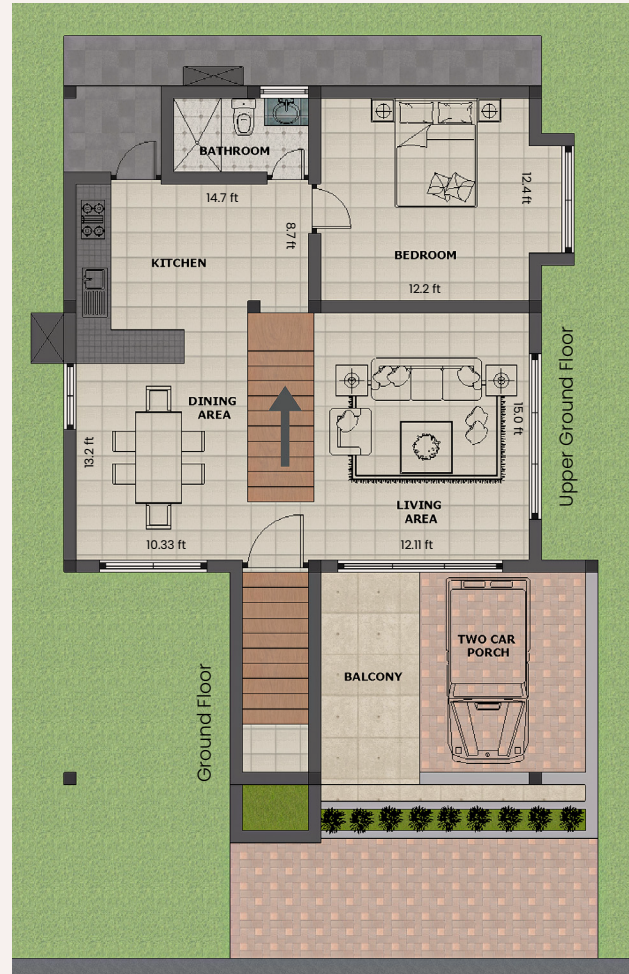 BATHROOM
14.7 ft
12.4 ft
8.7 ft
KITCHEN
BEDROOM
12.2 ft
Upper Ground Floor
DINING
AREA
15.0 ft
13.2 ft
LIVING
AREA
10.33 ft
12.11 ft
TWO CAR
PORCH
BALCONY
Ground Floor